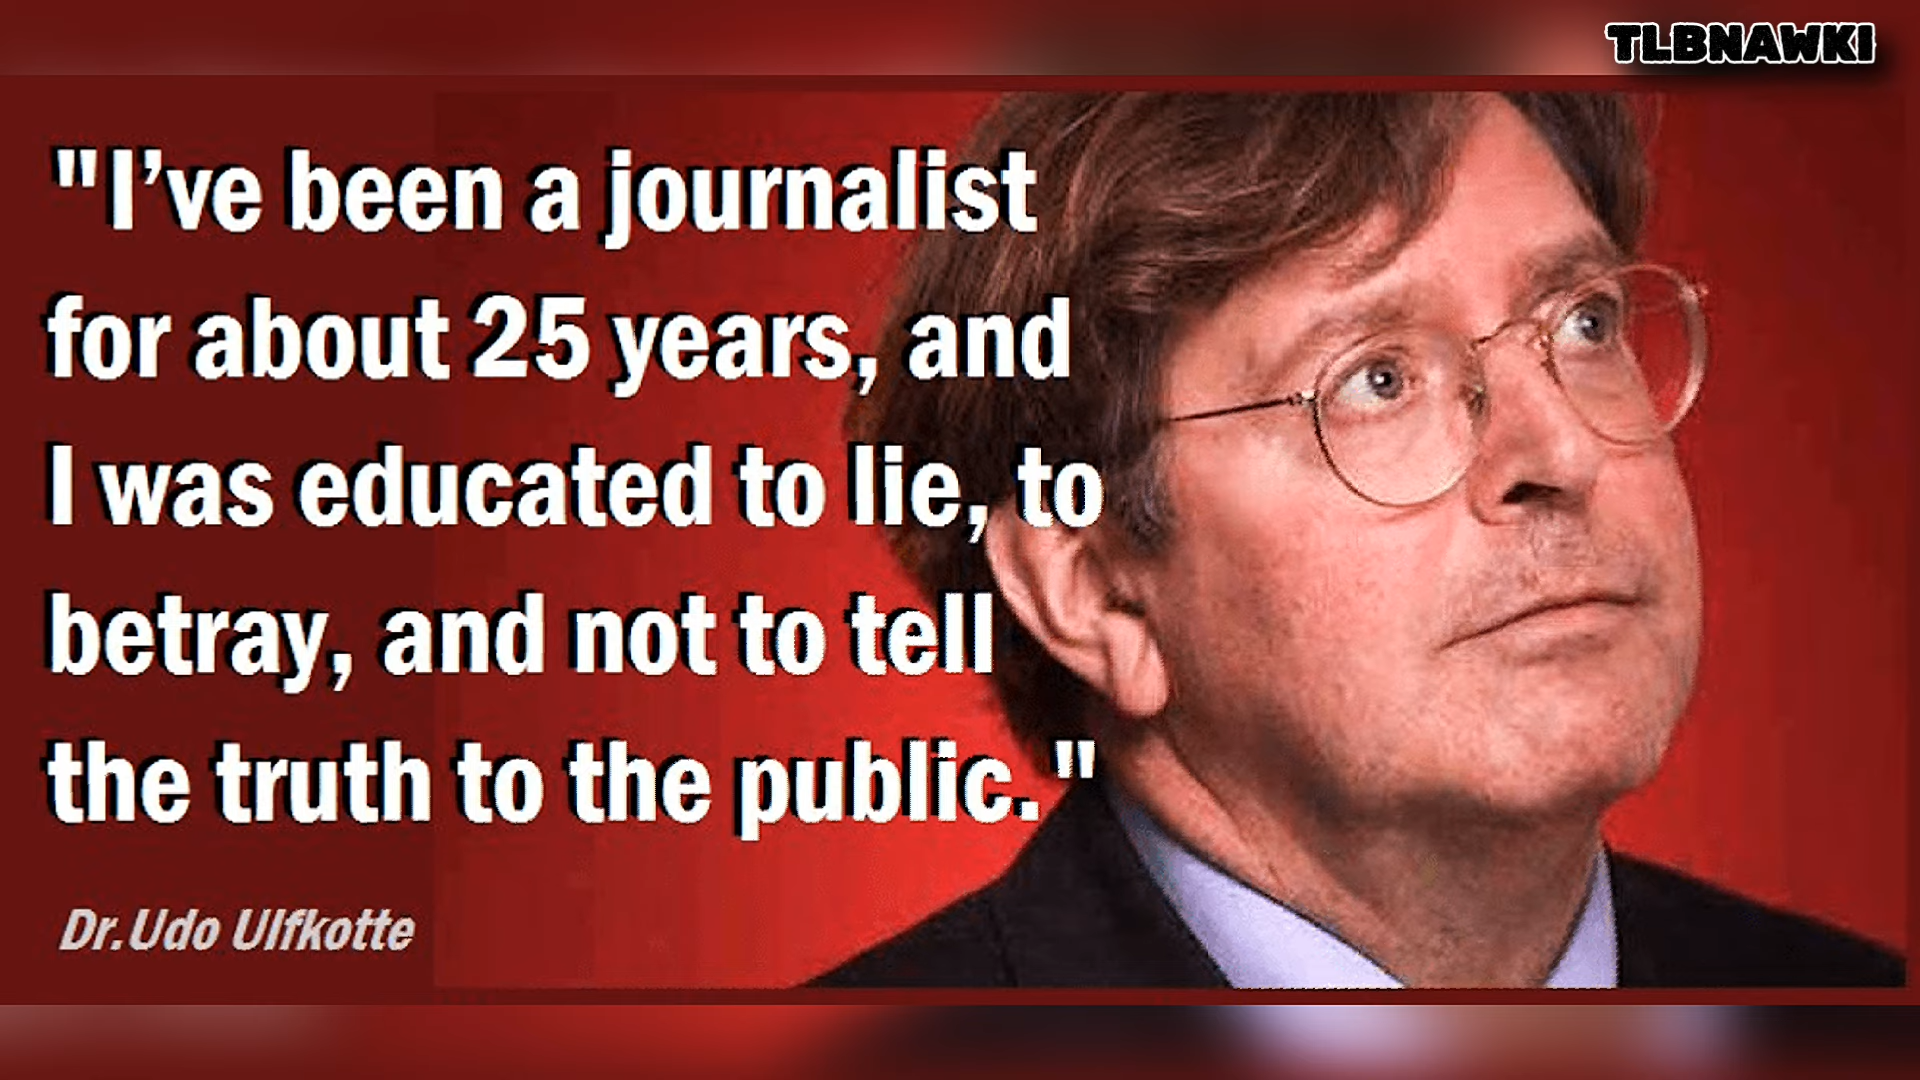 TLBNAWKI
"I’ve been a journalist
for about 25 years, and
I was educated to lie, to
betray, and not to tell
the truth to the public."
Dr.Udo Ulfkotte